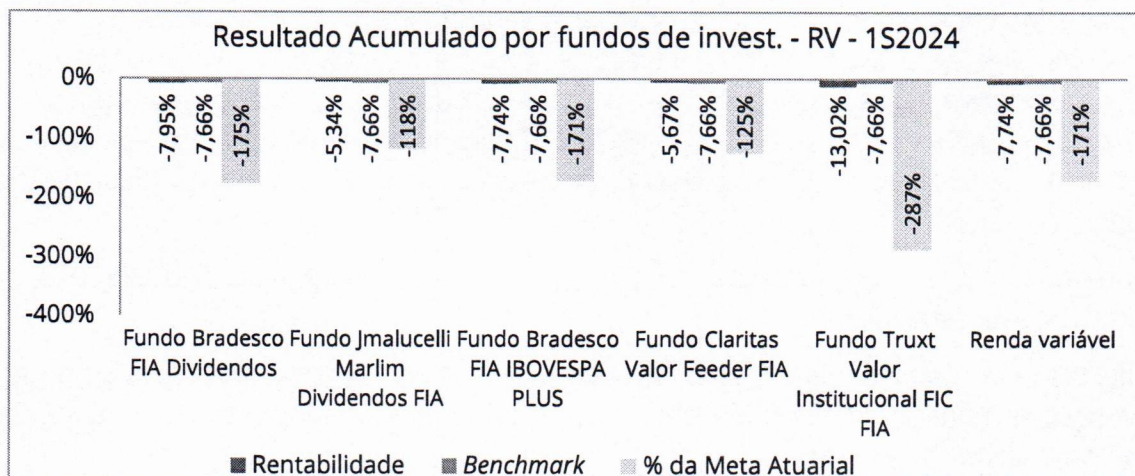 Resultado Acumulado por fundos de invest. - RV - 1S2024
0%
-100%
-200%
-300%
-400%
-7,95%
-7,66%
-175%
-5,34%
-7,66%
-118%
-7,74%
-7,66%
-171%
-5,67%
-7,66%
-125%
-13,02%
-7,66%
-287%
-7,74%
-7,66%
-171%
Fundo Bradesco
FIA Dividendos
Fundo Jmalucelli
Marlim
Dividendos FIA
Fundo Bradesco
FIA IBOVESPA
PLUS
Fundo Claritas
Valor Feeder FIA
Fundo Truxt
Valor
Institucional FIC
FIA
Renda variável
Rentabilidade
Benchmark
% da Meta Atuarial